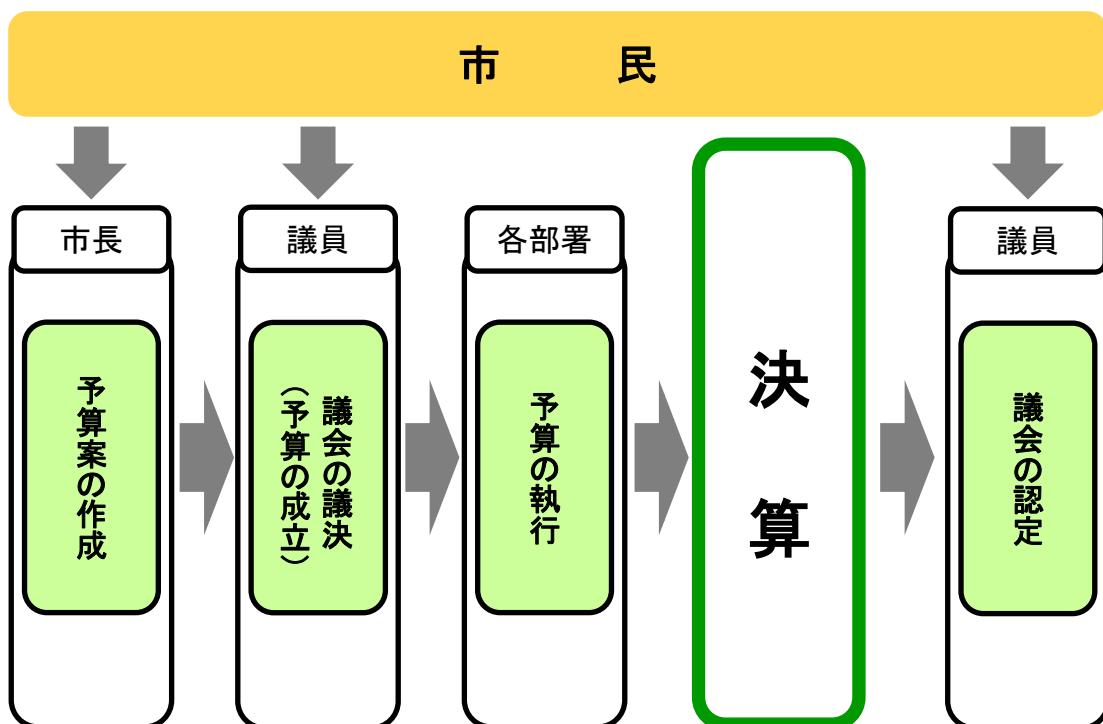 市　民
市長
予算案の作成
議員
議会の議決
（予算の成立）
各部署
予算の執行
決算
議員
議会の認定